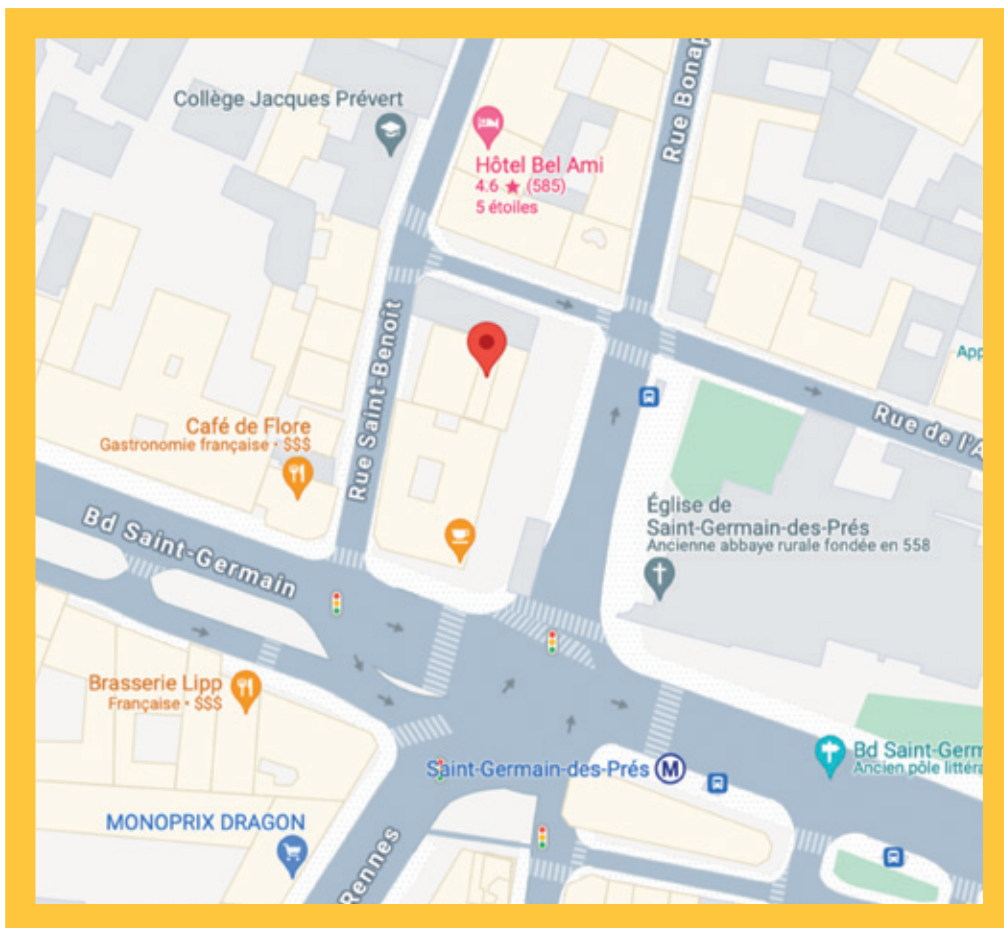 Collège Jacques Prévert
Rue Bonap
Hôtel Bel Ami
4.6 ★ (585)
5 étoiles
Rue Saint-Benoit
App
Rue de l'A
Café de Flore
Gastronomie française • $$$
Église de
Saint-Germain-des-Prés
Ancienne abbaye rurale fondée en 558
Bd Saint-Germain
Brasserie Lipp
Française • $$$
Saint-Germain-des-Prés M
Bd Saint-Germ
Ancien pôle littéra
MONOPRIX DRAGON
Rennes